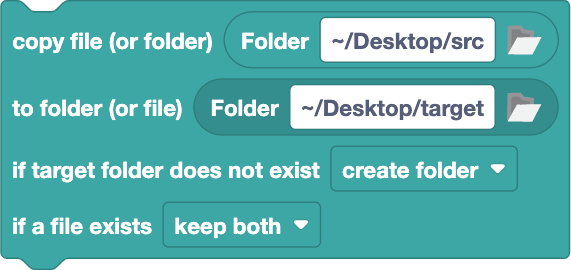 copy file (or folder) Folder ~/Desktop/src
to folder (or file) Folder ~/Desktop/target
if target folder does not exist create folder
if a file exists keep both